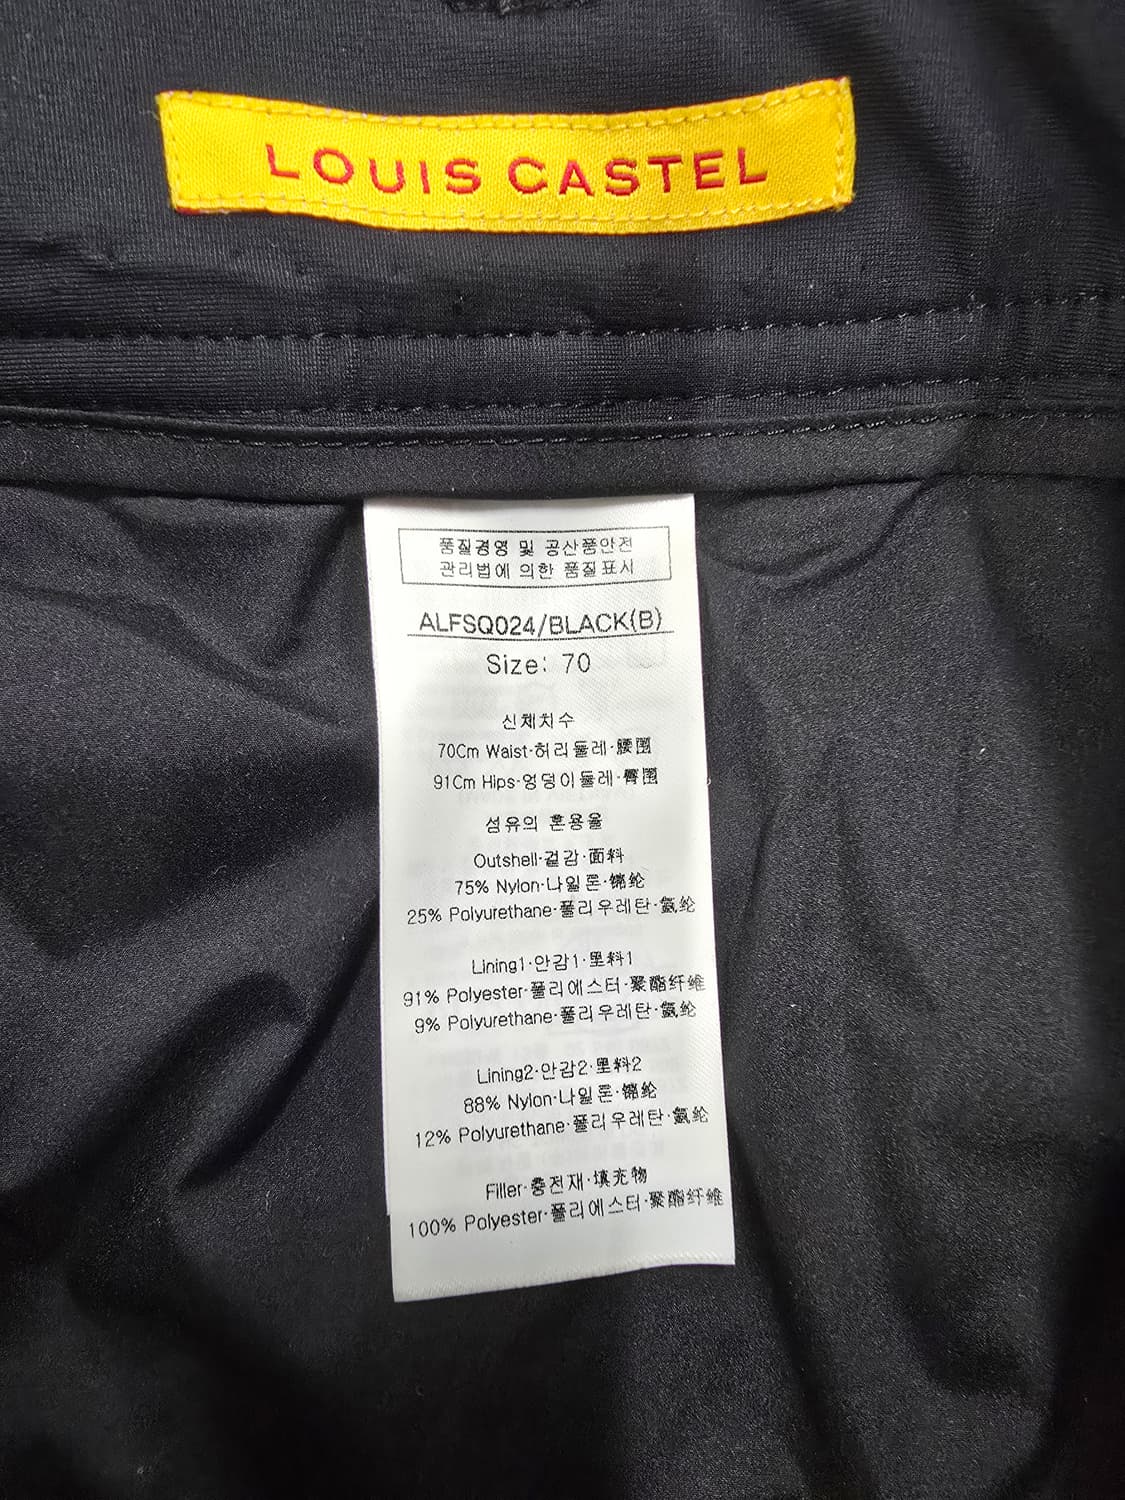 LOUIS CASTEL
품질경영 및 공산품안전
관리법에 의한 품질표시
ALFSQ024/BLACK(B)
Size: 70
신체치수
70Cm Waist·허리둘레·腰围
91Cm Hips·엉덩이둘레·臀围
섬유의 혼용율
Outshell·겉감·面料
75% Nylon·나일론·锦纶
25% Polyurethane·폴리우레탄·氨纶
Lining1·안감1·里料1
91% Polyester·폴리에스터·聚酯纤维
9% Polyurethane·폴리우레탄·氨纶
Lining2·안감2·里料2
88% Nylon·나일론·锦纶
12% Polyurethane·폴리우레탄·氨纶
Filler·충전재·填充物
100% Polyester·폴리에스터·聚酯纤维